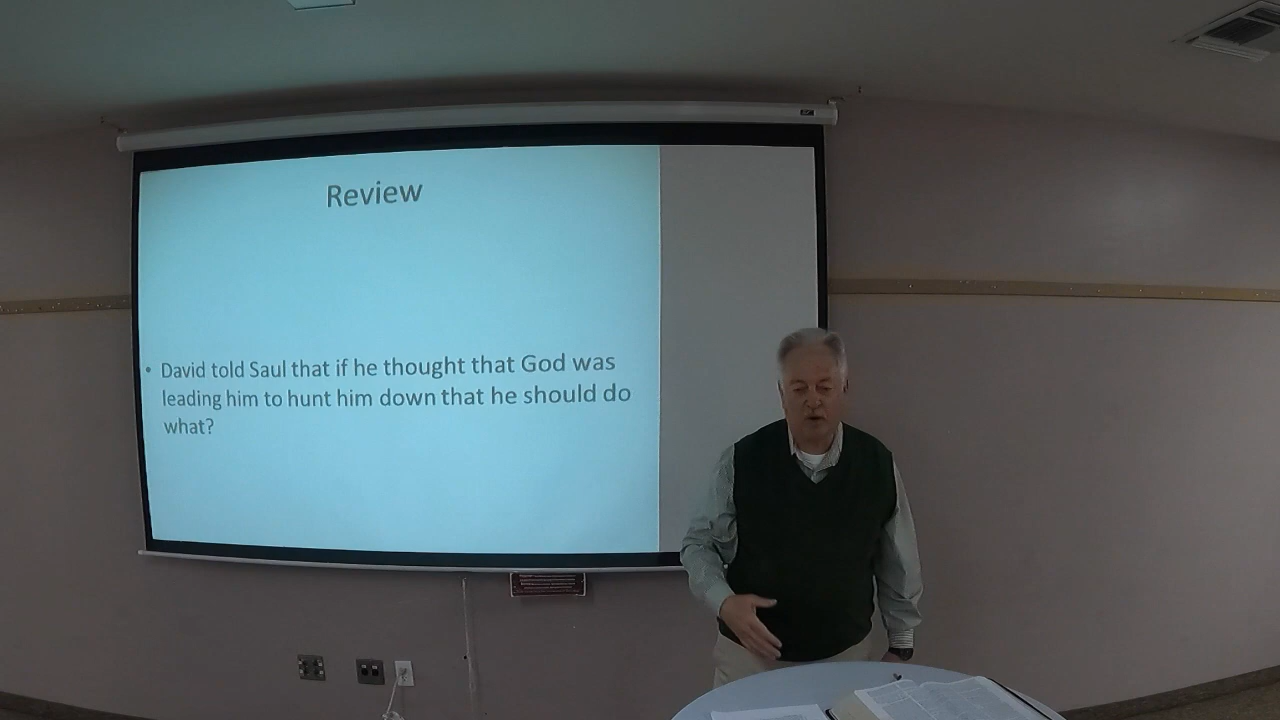 Review
• David told Saul that if he thought that God was
leading him to hunt him down that he should do
what?